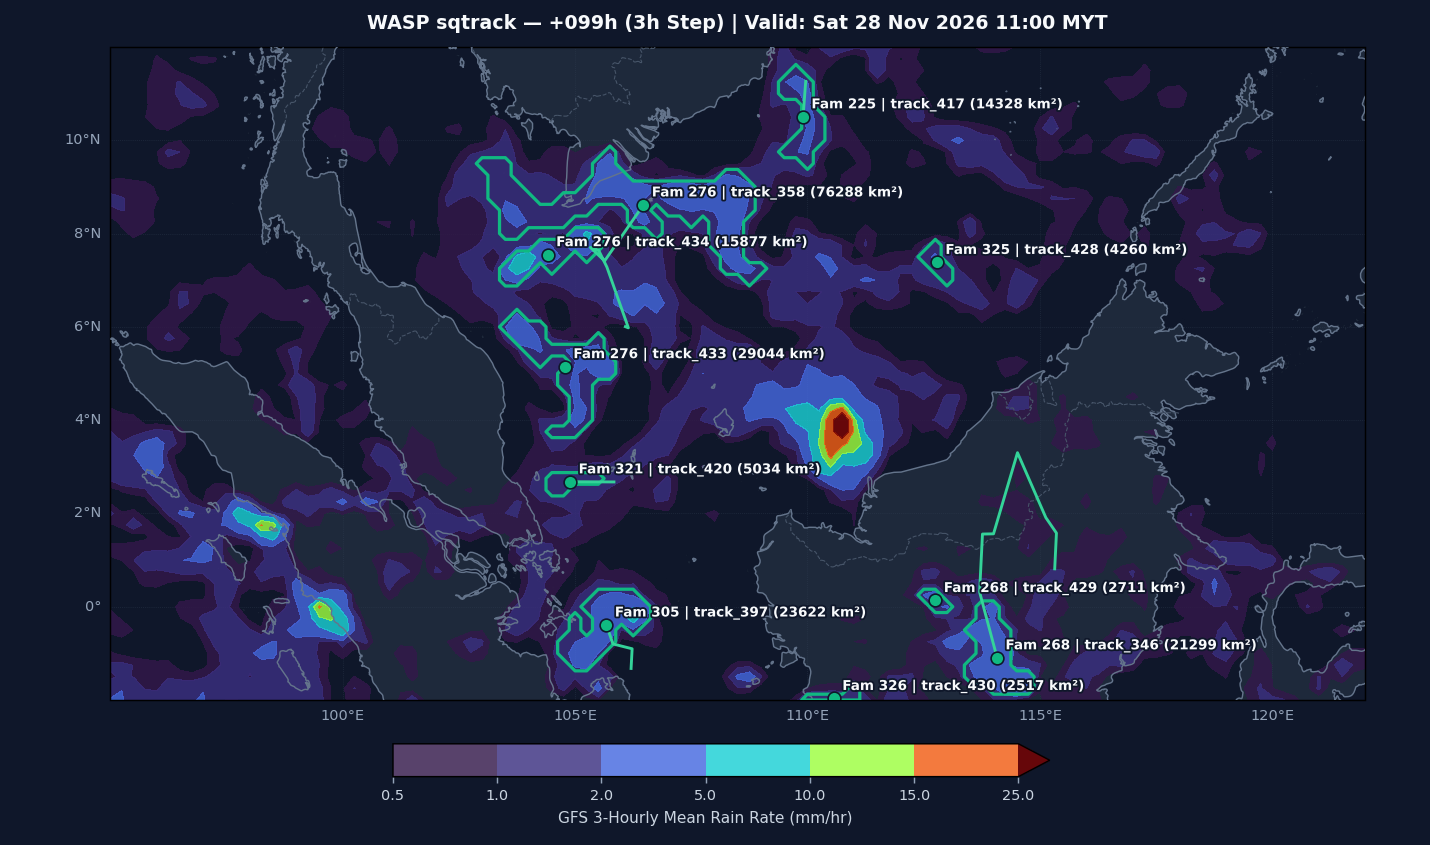 WASP sqtrack — +099h (3h Step) | Valid: Sat 28 Nov 2026 11:00 MYT
Fam 225 | track_417 (14328 km²)
10°N
Fam 276 | track_358 (76288 km²)
8°N
Fam 276 | track_434 (15877 km²)
Fam 325 | track_428 (4260 km²)
6°N
Fam 276 | track_433 (29044 km²)
4°N
Fam 321 | track_420 (5034 km²)
2°N
Fam 268 | track_429 (2711 km²)
0°
Fam 305 | track_397 (23622 km²)
Fam 268 | track_346 (21299 km²)
Fam 326 | track_430 (2517 km²)
100°E 105°E 110°E 115°E 120°E
0.5 1.0 2.0 5.0 10.0 15.0 25.0
GFS 3-Hourly Mean Rain Rate (mm/hr)